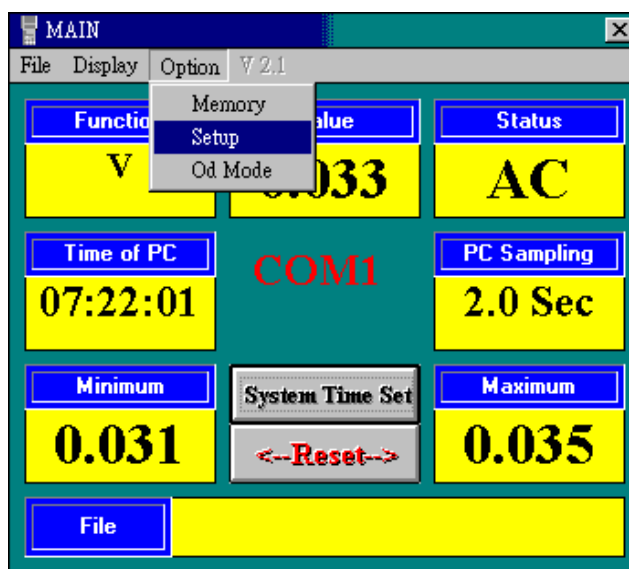 MAIN
File Display Option V 2.1
Memory
Setup
Od Mode
Status
V
.033
AC
Time of PC
COM1
PC Sampling
07:22:01
2.0 Sec
Minimum
System Time Set
Maximum
0.031
<--Reset-->
0.035
File